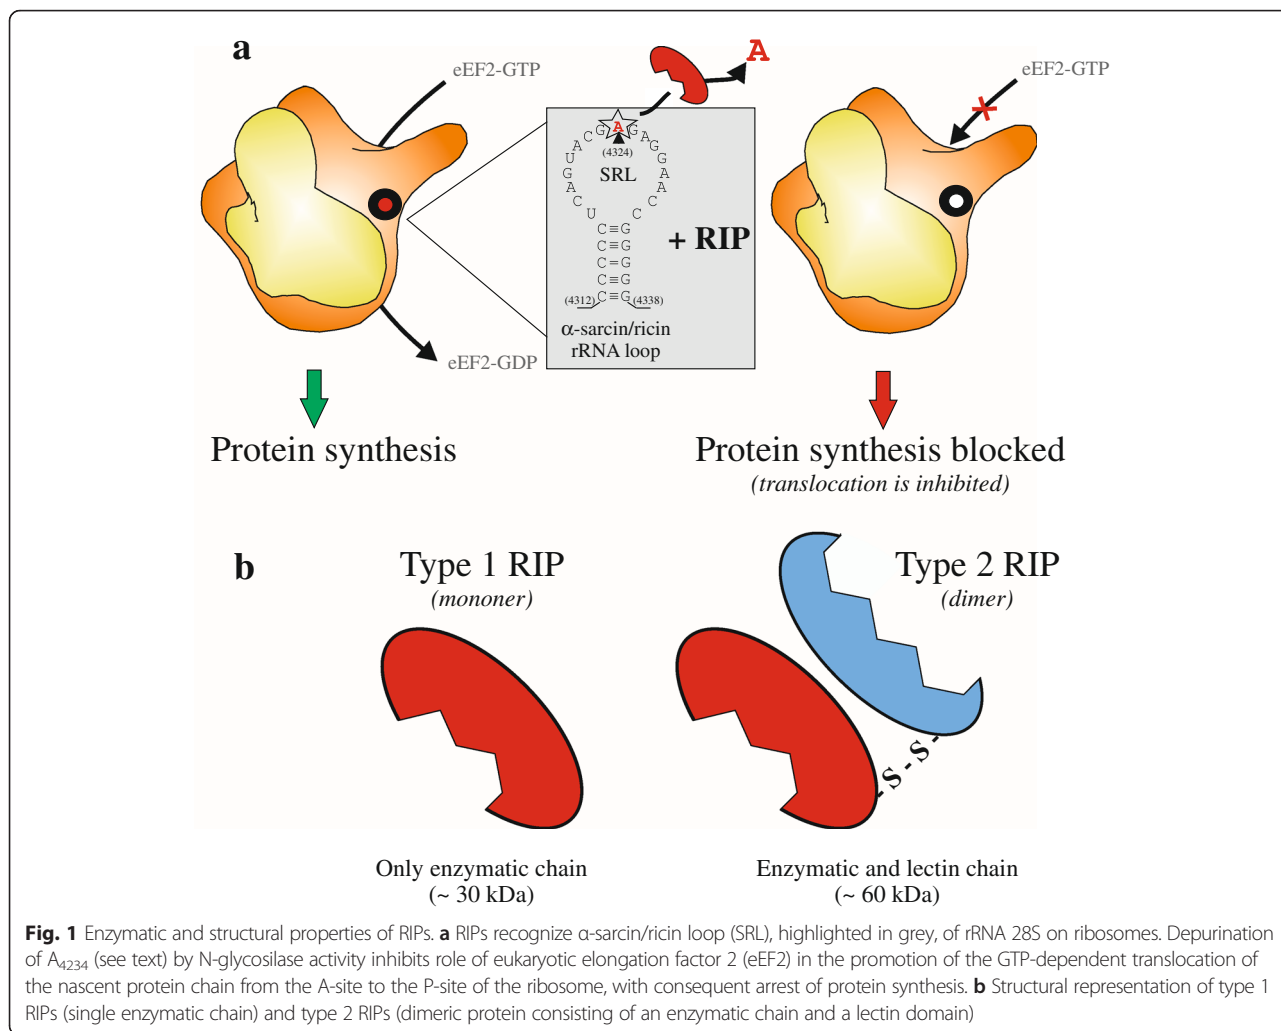 a
eEF2-GTP
A
eEF2-GTP
A
G G
C A
A G
U G
G A
A A
C C
U C
(4324)
SRL
C≡G
C≡G
C=G
C≡G
(4312) C≡G (4338)
+ RIP
α-sarcin/ricin
rRNA loop
eEF2-GDP
Protein synthesis
Protein synthesis blocked
(translocation is inhibited)
b
Type 1 RIP
(mononer)
Type 2 RIP
(dimer)
- S - S -
Only enzymatic chain
(~ 30 kDa)
Enzymatic and lectin chain
(~ 60 kDa)
Fig. 1 Enzymatic and structural properties of RIPs. a RIPs recognize α-sarcin/ricin loop (SRL), highlighted in grey, of rRNA 28S on ribosomes. Depurination
of A4234 (see text) by N-glycosilase activity inhibits role of eukaryotic elongation factor 2 (eEF2) in the promotion of the GTP-dependent translocation of
the nascent protein chain from the A-site to the P-site of the ribosome, with consequent arrest of protein synthesis. b Structural representation of type 1
RIPs (single enzymatic chain) and type 2 RIPs (dimeric protein consisting of an enzymatic chain and a lectin domain)